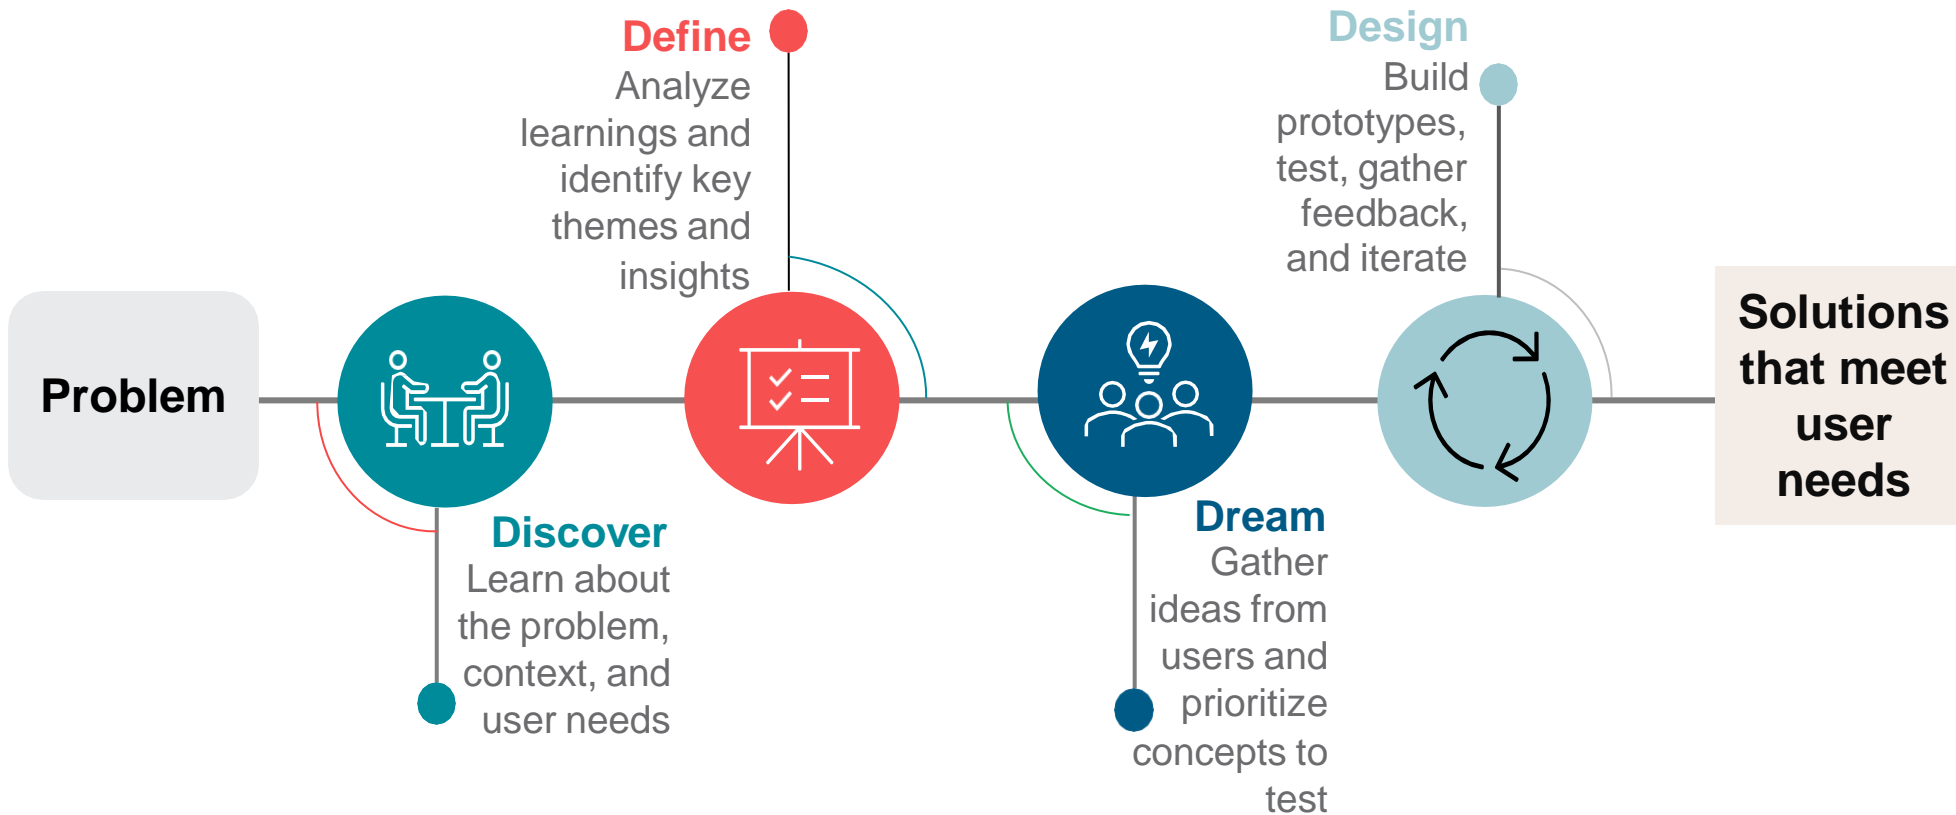 Problem
Discover
Learn about
the problem,
context, and
user needs
Define
Analyze
learnings and
identify key
themes and
insights
Dream
Gather
ideas from
users and
prioritize
concepts to
test
Design
Build
prototypes,
test, gather
feedback,
and iterate
Solutions
that meet
user
needs